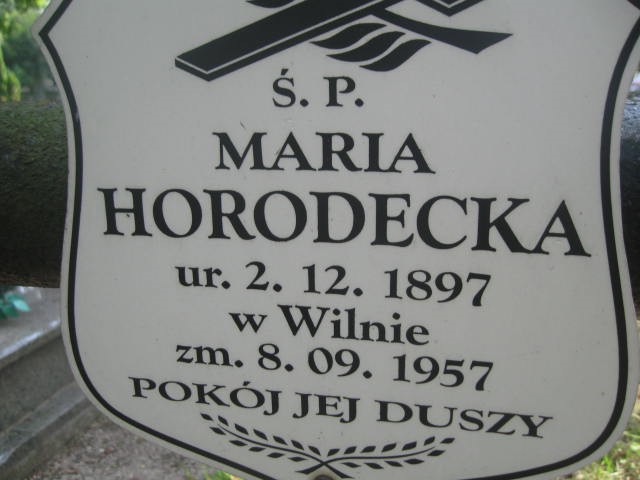 Ś. P.
MARIA
HORODECKA
ur. 2. 12. 1897
w Wilnie
zm. 8. 09. 1957
POKÓJ JEJ DUSZY